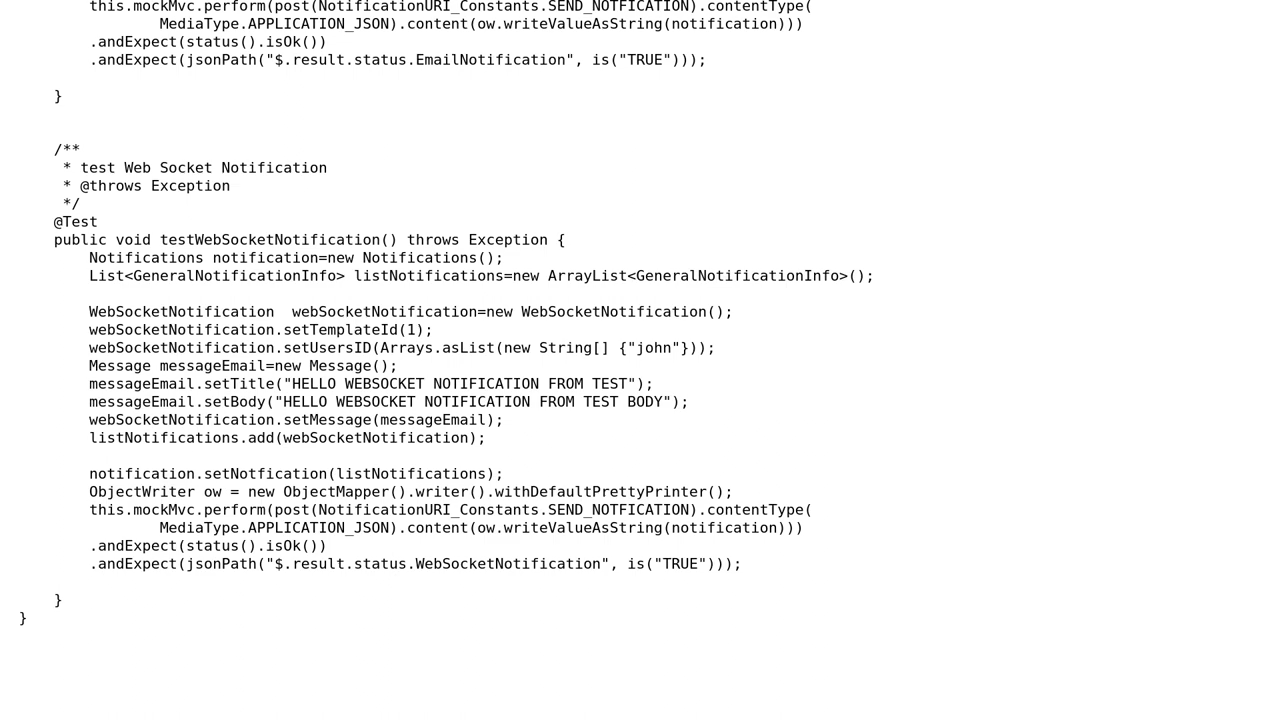 this.mockMvc.perform(post(NotificationURI_Constants.SEND_NOTFICATION).contentType(
MediaType.APPLICATION_JSON).content(ow.writeValueAsString(notification)))
.andExpect(status().isOk())
.andExpect(jsonPath("$.result.status.EmailNotification", is("TRUE")));
}
/**
* test Web Socket Notification
* @throws Exception
*/
@Test
public void testWebSocketNotification() throws Exception {
Notifications notification=new Notifications();
List<GeneralNotificationInfo> listNotifications=new ArrayList<GeneralNotificationInfo>();
WebSocketNotification  webSocketNotification=new WebSocketNotification();
webSocketNotification.setTemplateId(1);
webSocketNotification.setUsersID(Arrays.asList(new String[] {"john"}));
Message messageEmail=new Message();
messageEmail.setTitle("HELLO WEBSOCKET NOTIFICATION FROM TEST");
messageEmail.setBody("HELLO WEBSOCKET NOTIFICATION FROM TEST BODY");
webSocketNotification.setMessage(messageEmail);
listNotifications.add(webSocketNotification);
notification.setNotfication(listNotifications);
ObjectWriter ow = new ObjectMapper().writer().withDefaultPrettyPrinter();
this.mockMvc.perform(post(NotificationURI_Constants.SEND_NOTFICATION).contentType(
MediaType.APPLICATION_JSON).content(ow.writeValueAsString(notification)))
.andExpect(status().isOk())
.andExpect(jsonPath("$.result.status.WebSocketNotification", is("TRUE")));
}
}